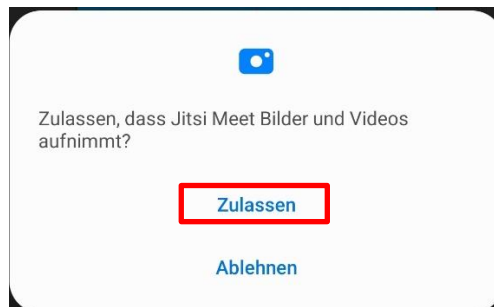 Zulassen, dass Jitsi Meet Bilder und Videos
aufnimmt?
Zulassen
Ablehnen